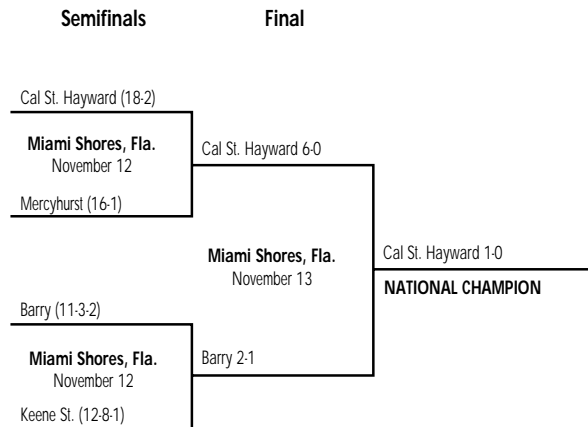 Semifinals
Final
Cal St. Hayward (18-2)
Miami Shores, Fla.
November 12
Cal St. Hayward 6-0
Mercyhurst (16-1)
Miami Shores, Fla.
November 13
Cal St. Hayward 1-0
NATIONAL CHAMPION
Barry (11-3-2)
Miami Shores, Fla.
November 12
Barry 2-1
Keene St. (12-8-1)